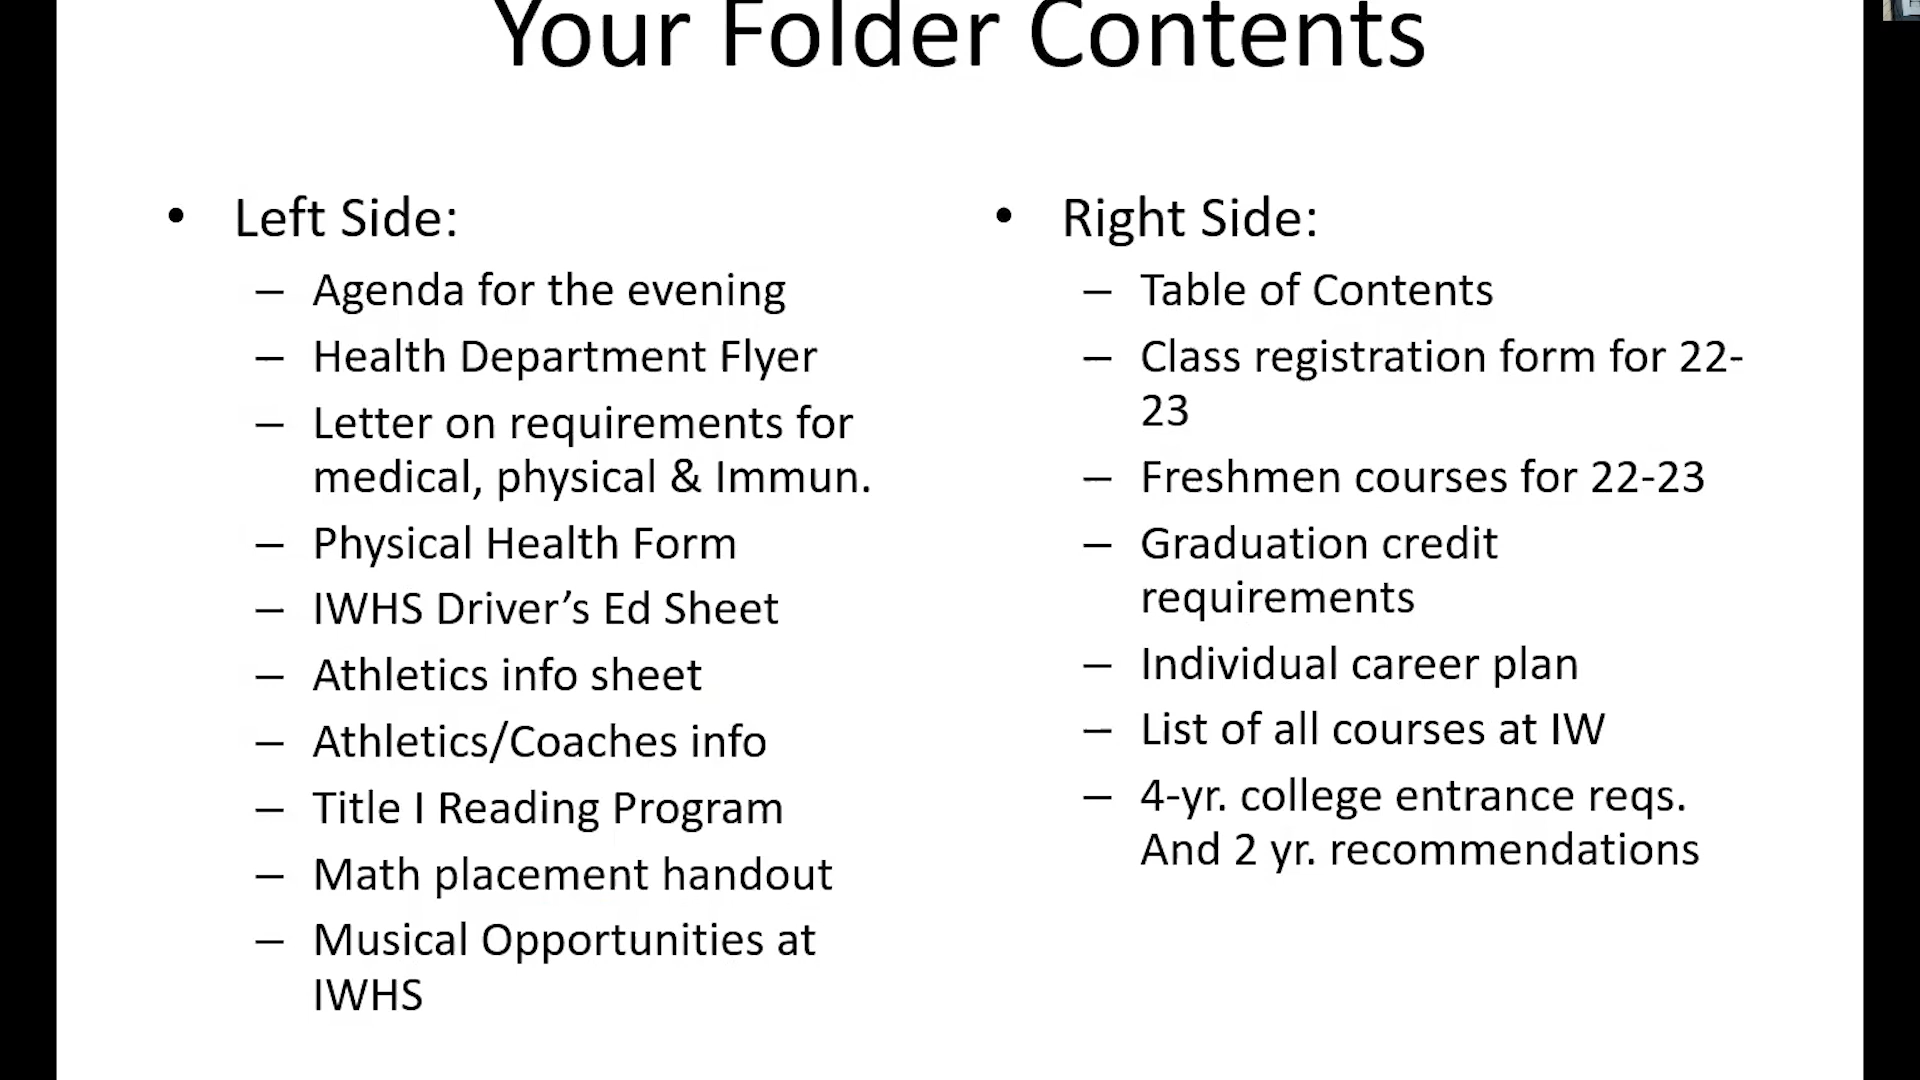 Your Folder Contents
• Left Side:
– Agenda for the evening
– Health Department Flyer
– Letter on requirements for
medical, physical & Immun.
– Physical Health Form
– IWHS Driver’s Ed Sheet
– Athletics info sheet
– Athletics/Coaches info
– Title I Reading Program
– Math placement handout
– Musical Opportunities at
IWHS
• Right Side:
– Table of Contents
– Class registration form for 22-
23
– Freshmen courses for 22-23
– Graduation credit
requirements
– Individual career plan
– List of all courses at IW
– 4-yr. college entrance reqs.
And 2 yr. recommendations